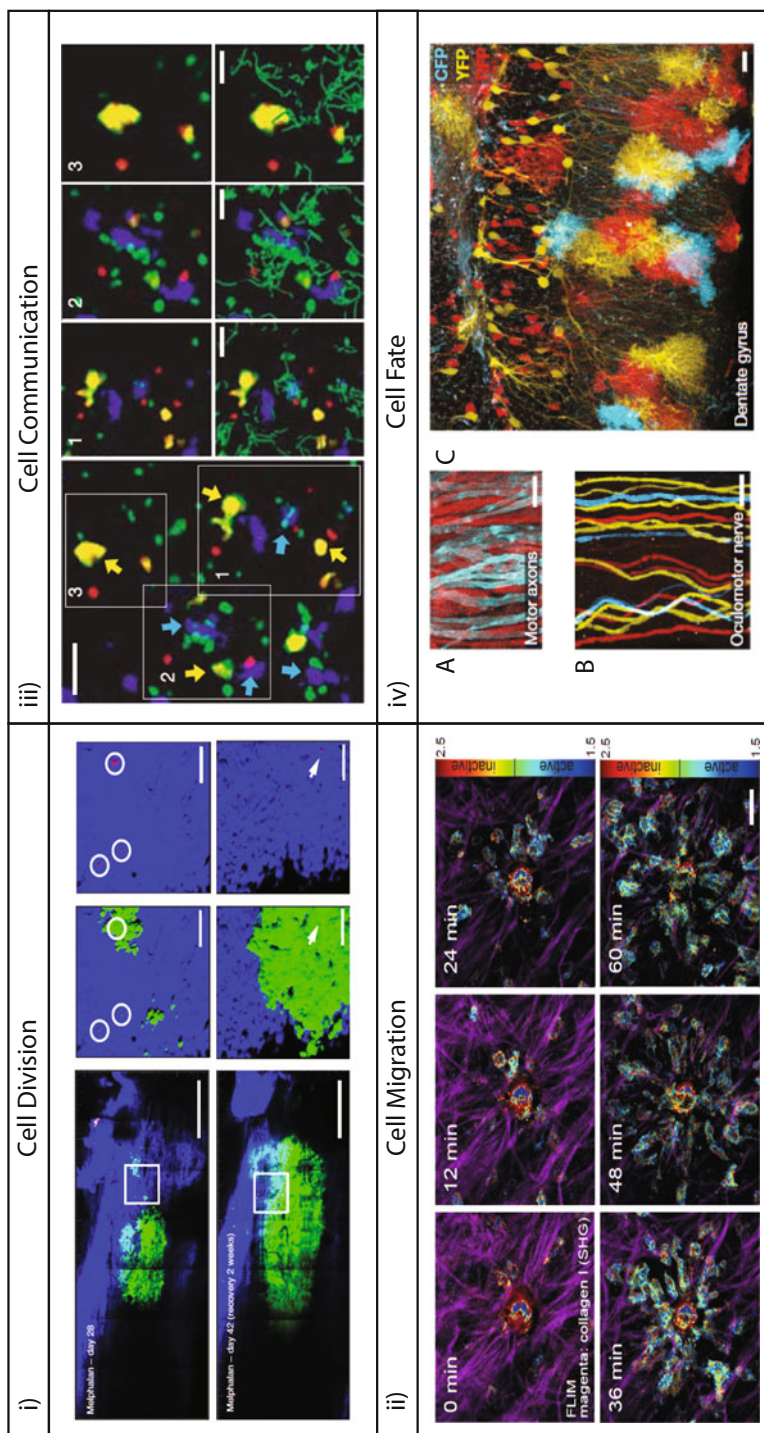 i)
Cell Division
Melphalan – day 28
Melphalan – day 42 (recovery 2 weeks)
iii)
Cell Communication
1
2
3
1
2
3
ii)
Cell Migration
0 min
FLIM
magenta: collagen I (SHG)
12 min
24 min
2.5
inactive
active
1.5
36 min
48 min
60 min
2.5
inactive
active
1.5
iv)
Cell Fate
A
Motor axons
B
Oculomotor nerve
C
CFP
YFP
RFP
Dentate gyrus